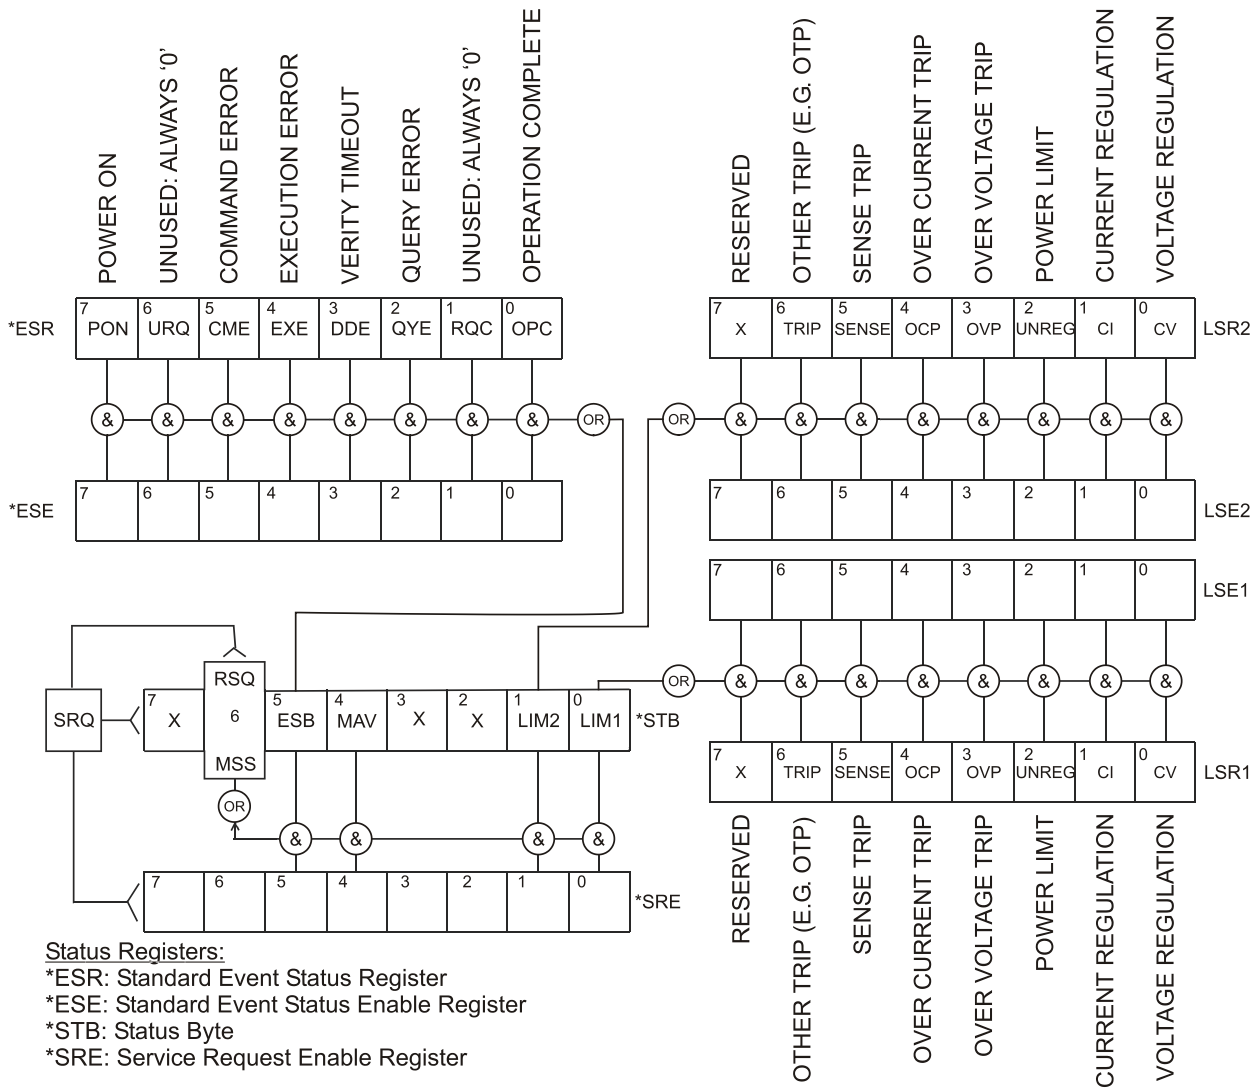 POWER ON
UNUSED: ALWAYS ‘0’
COMMAND ERROR
EXECUTION ERROR
VERITY TIMEOUT
QUERY ERROR
UNUSED: ALWAYS ‘0’
OPERATION COMPLETE
*ESR
7 PON
6 URQ
5 CME
4 EXE
3 DDE
2 QYE
1 RQC
0 OPC
& & & & & & & & OR
*ESE
7 6 5 4 3 2 1 0
RESERVED
OTHER TRIP (E.G. OTP)
SENSE TRIP
OVER CURRENT TRIP
OVER VOLTAGE TRIP
POWER LIMIT
CURRENT REGULATION
VOLTAGE REGULATION
7 X
6 TRIP
5 SENSE
4 OCP
3 OVP
2 UNREG
1 CI
0 CV
LSR2
OR & & & & & & & &
7 6 5 4 3 2 1 0
LSE2
7 6 5 4 3 2 1 0
LSE1
OR & & & & & & & &
7 X
6 TRIP
5 SENSE
4 OCP
3 OVP
2 UNREG
1 CI
0 CV
LSR1
RESERVED
OTHER TRIP (E.G. OTP)
SENSE TRIP
OVER CURRENT TRIP
OVER VOLTAGE TRIP
POWER LIMIT
CURRENT REGULATION
VOLTAGE REGULATION
SRQ
7 X
RSQ
6
MSS
5 ESB
4 MAV
3 X
2 X
1 LIM2
0 LIM1
*STB
OR
& & & &
7 6 5 4 3 2 1 0
*SRE
Status Registers:
*ESR: Standard Event Status Register
*ESE: Standard Event Status Enable Register
*STB: Status Byte
*SRE: Service Request Enable Register